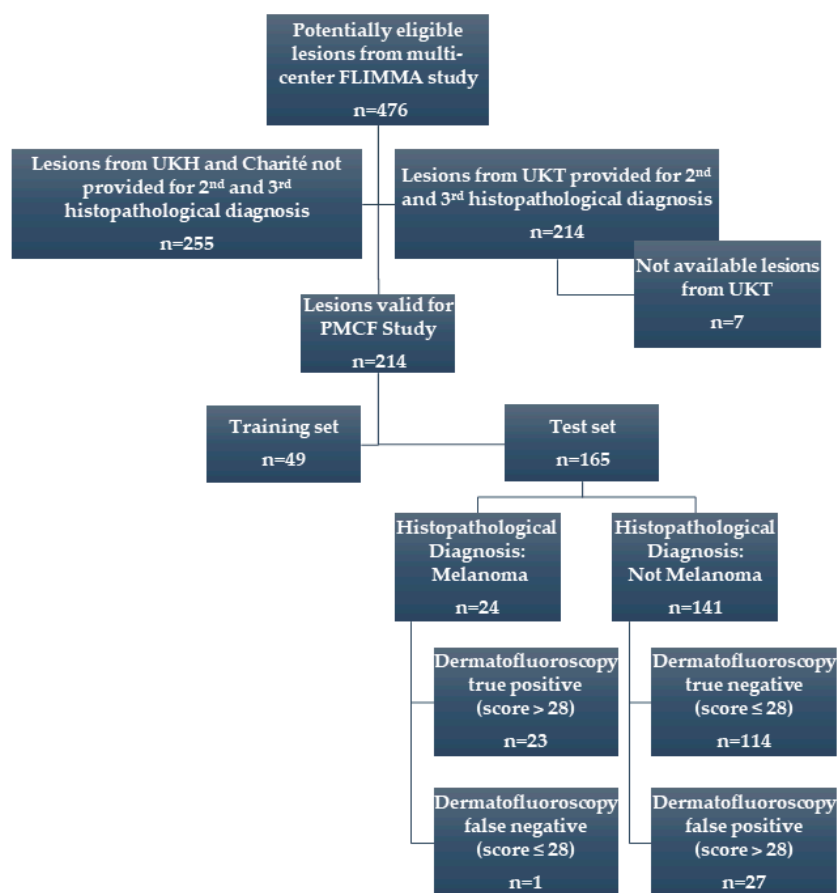 Potentially eligible
lesions from multi-
center FLIMMA study
n=476
Lesions from UKH and Charité not
provided for 2nd and 3rd
histopathological diagnosis
n=255
Lesions from UKT provided for 2nd
and 3rd histopathological diagnosis
n=214
Not available lesions
from UKT
n=7
Lesions valid for
PMCF Study
n=214
Training set
n=49
Test set
n=165
Histopathological
Diagnosis:
Melanoma
n=24
Histopathological
Diagnosis:
Not Melanoma
n=141
Dermatofluoroscopy
true positive
(score > 28)
n=23
Dermatofluoroscopy
true negative
(score ≤ 28)
n=114
Dermatofluoroscopy
false negative
(score ≤ 28)
n=1
Dermatofluoroscopy
false positive
(score > 28)
n=27